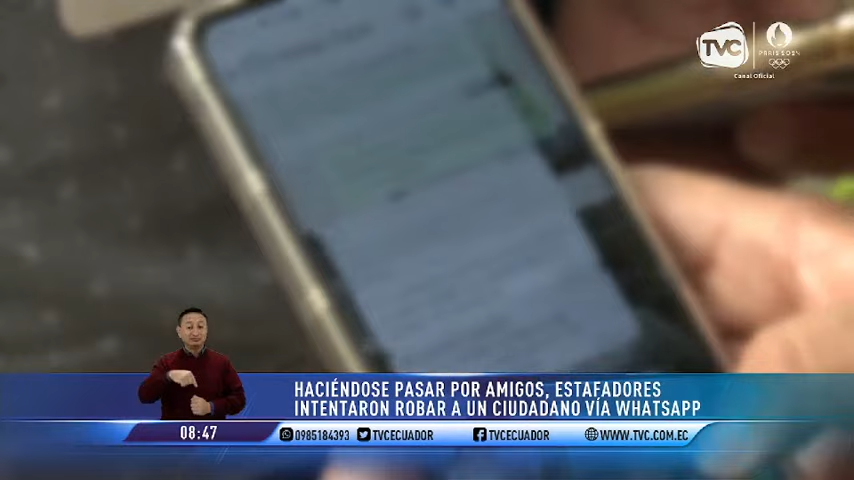 TVC
PARIS 2024
Canal Oficial
HACIÉNDOSE PASAR POR AMIGOS, ESTAFADORES
INTENTARON ROBAR A UN CIUDADANO VÍA WHATSAPP
08:47
0985184393
TVCECUADOR
TVCECUADOR
WWW.TVC.COM.EC